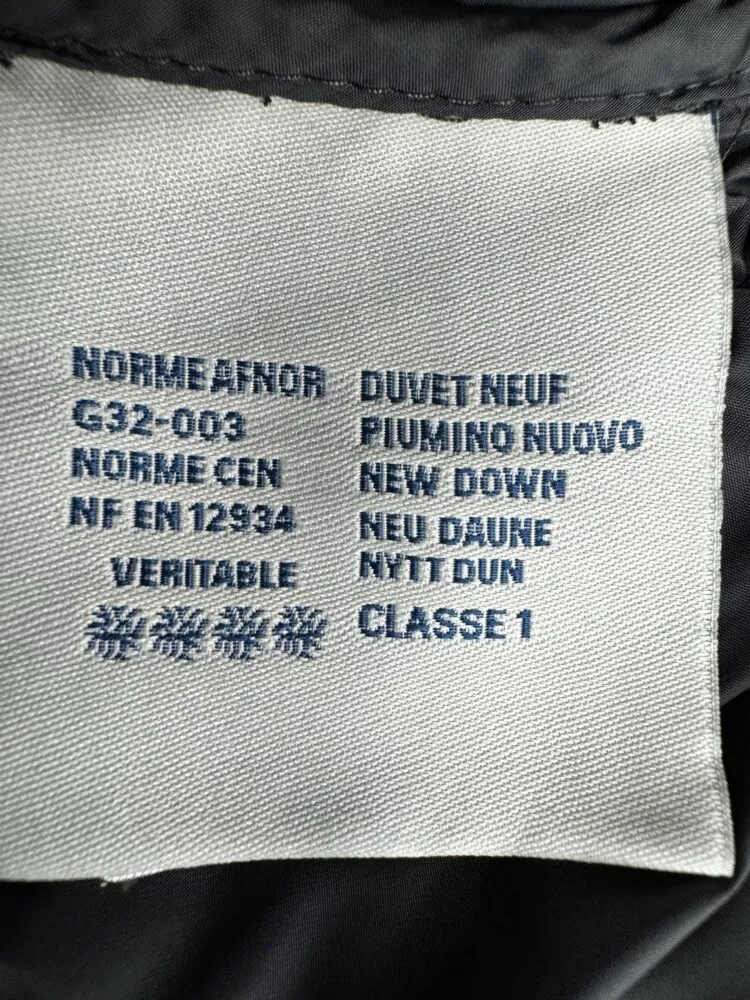 NORME AFNOR
G32-003
NORME CEN
NF EN 12934
VERITABLE
DUVET NEUF
PIUMINO NUOVO
NEW DOWN
NEU DAUNE
NYTT DUN
CLASSE 1